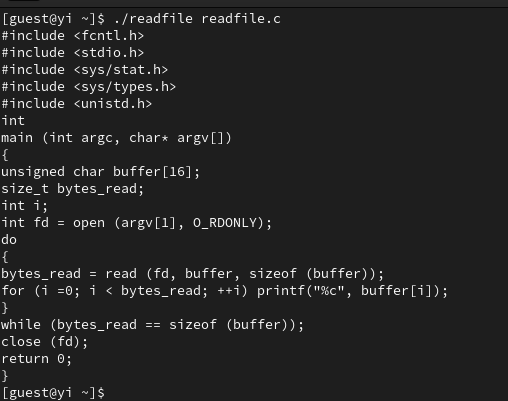 [guest@yi ~]$ ./readfile readfile.c
#include <fcntl.h>
#include <stdio.h>
#include <sys/stat.h>
#include <sys/types.h>
#include <unistd.h>
int
main (int argc, char* argv[])
{
unsigned char buffer[16];
size_t bytes_read;
int i;
int fd = open (argv[1], O_RDONLY);
do
{
bytes_read = read (fd, buffer, sizeof (buffer));
for (i =0; i < bytes_read; ++i) printf("%c", buffer[i]);
}
while (bytes_read == sizeof (buffer));
close (fd);
return 0;
}
[guest@yi ~]$